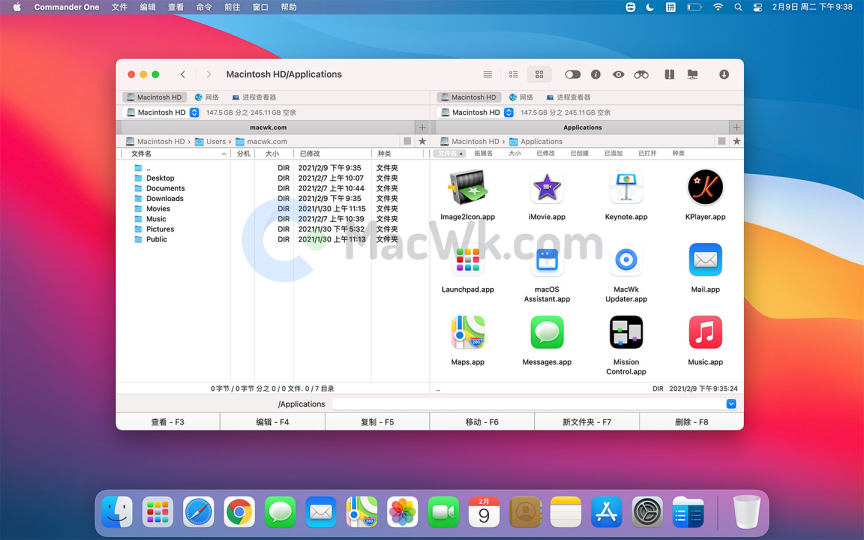 Commander One 文件 编辑 查看 命令 前往 窗口 帮助 拼 2月9日 周二 下午9:38
Macintosh HD/Applications
Macintosh HD 网络 进程查看器 Macintosh HD 网络 进程查看器
Macintosh HD 147.5 GB 分之 245.11 GB 空余 Macintosh HD 147.5 GB 分之 245.11 GB 空余
macwk.com + Applications +
Macintosh HD › Users › macwk.com Macintosh HD › Applications
文件名 分机 大小 已修改 种类 拓展名 大小 已修改 已创建 已添加 已打开 种类
.. DIR 2021/2/9 下午9:35 文件夹
Desktop DIR 2021/2/7 上午10:07 文件夹
Documents DIR 2021/2/7 上午10:44 文件夹
Downloads DIR 2021/2/9 下午9:35 文件夹
Movies DIR 2021/1/30 上午11:15 文件夹
Music DIR 2021/2/7 上午10:39 文件夹
Pictures DIR 2021/1/30 下午5:32 文件夹
Public DIR 2021/1/30 上午11:13 文件夹
Image2Icon.app iMovie.app Keynote.app KPlayer.app
MacWk.com
Launchpad.app macOS Assistant.app MacWk Updater.app Mail.app
Maps.app Messages.app Mission Control.app Music.app
0 字节 / 0 字节 分之 0 / 0 文件. 0 / 7 目录 .. DIR 2021/2/9 下午9:35:24
/Applications
查看 - F3 编辑 - F4 复制 - F5 移动 - F6 新文件夹 - F7 删除 - F8
2月
9